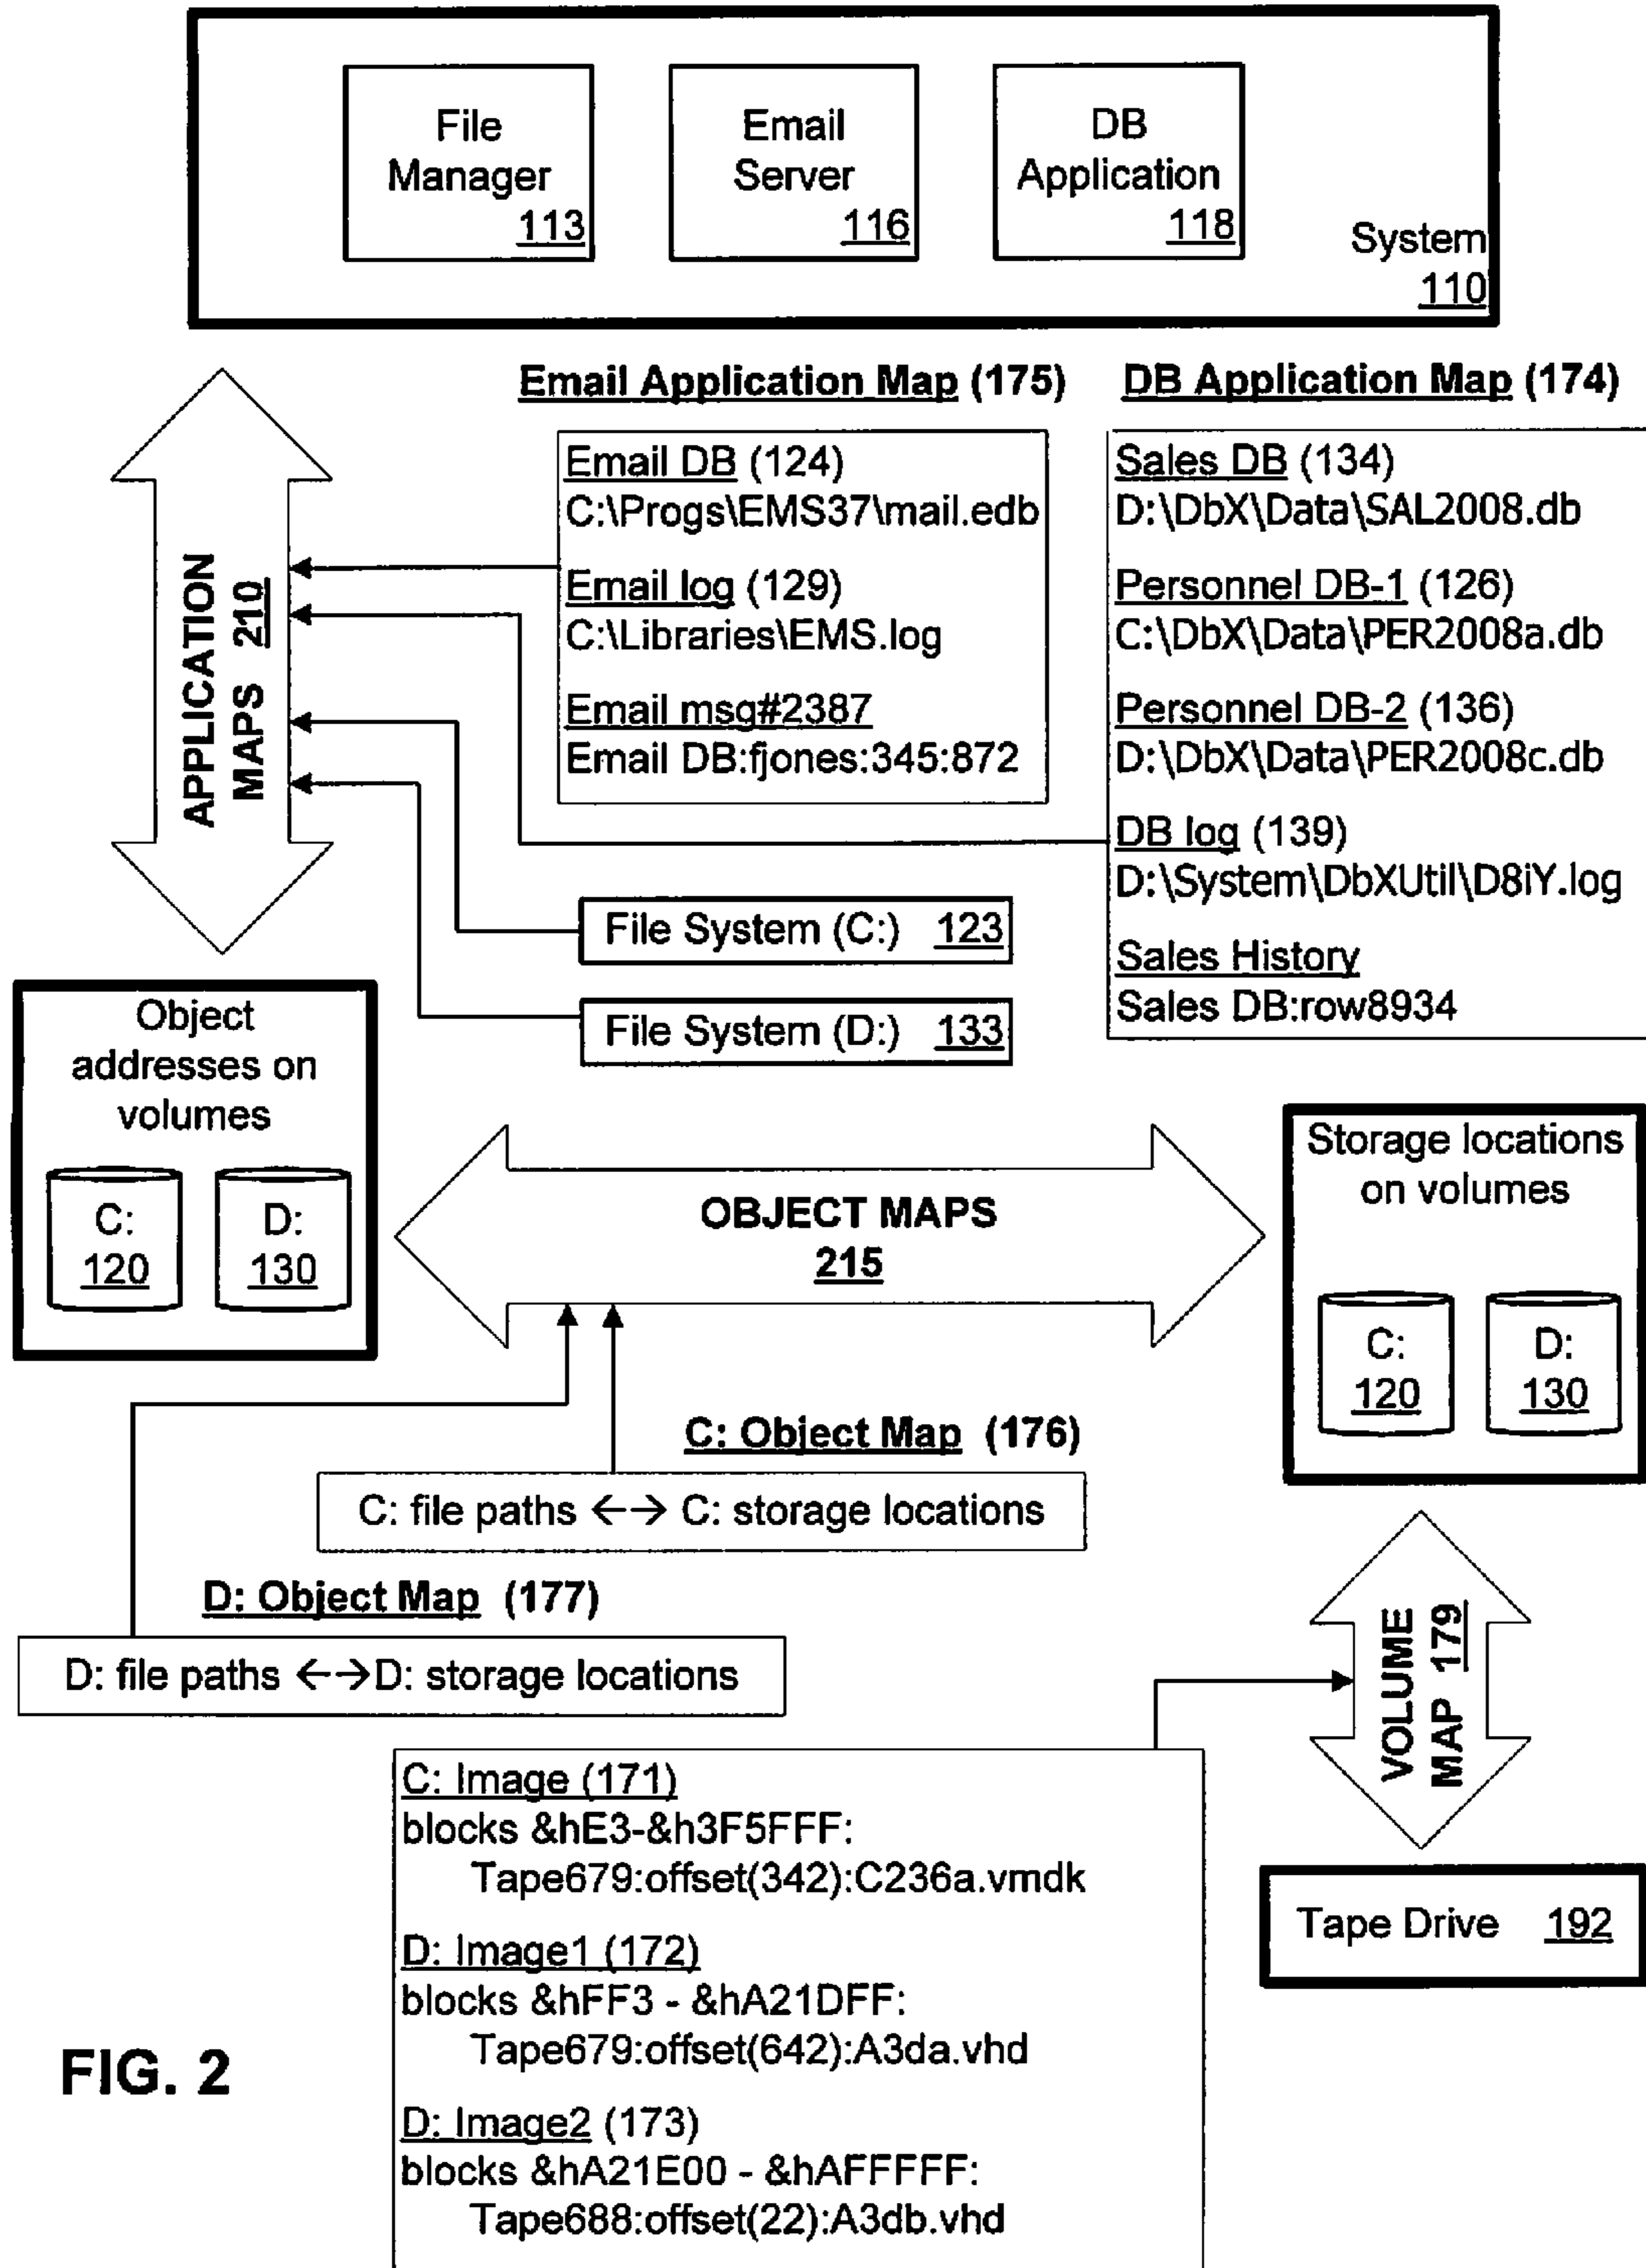 File
Manager
113
Email
Server
116
DB
Application
118
System
110
Email Application Map (175)
DB Application Map (174)
Email DB (124)
C:\Progs\EMS37\mail.edb
Email log (129)
C:\Libraries\EMS.log
Email msg#2387
Email DB:fjones:345:872
Sales DB (134)
D:\DbX\Data\SAL2008.db
Personnel DB-1 (126)
C:\DbX\Data\PER2008a.db
Personnel DB-2 (136)
D:\DbX\Data\PER2008c.db
DB log (139)
D:\System\DbXUtil\D8iY.log
Sales History
Sales DB:row8934
APPLICATION
MAPS 210
File System (C:) 123
File System (D:) 133
Object
addresses on
volumes
C:
120
D:
130
OBJECT MAPS
215
Storage locations
on volumes
C:
120
D:
130
C: Object Map (176)
C: file paths ←→ C: storage locations
D: Object Map (177)
D: file paths ←→D: storage locations
VOLUME
MAP 179
C: Image (171)
blocks &hE3-&h3F5FFF:
Tape679:offset(342):C236a.vmdk
D: Image1 (172)
blocks &hFF3 - &hA21DFF:
Tape679:offset(642):A3da.vhd
D: Image2 (173)
blocks &hA21E00 - &hAFFFFF:
Tape688:offset(22):A3db.vhd
Tape Drive 192
FIG. 2